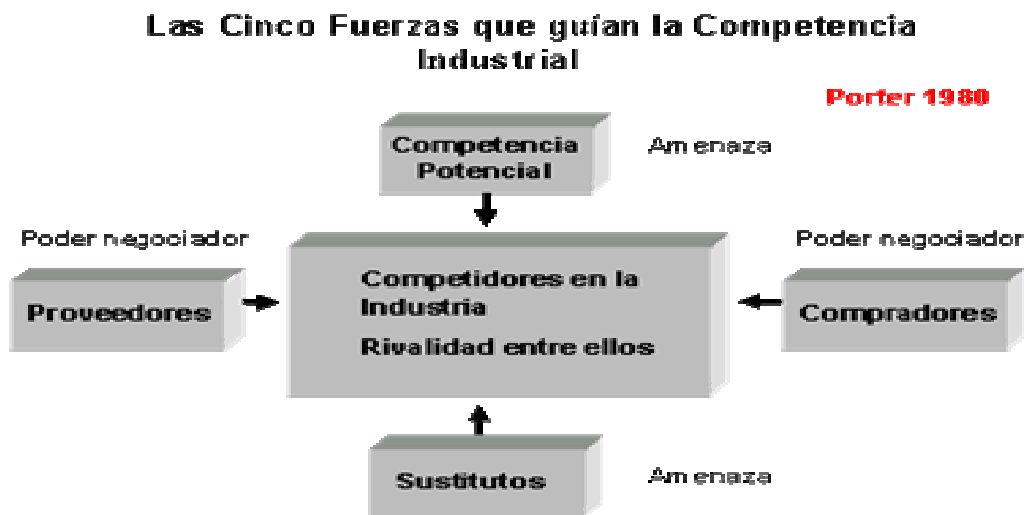 Las Cinco Fuerzas que guían la Competencia
Industrial
Porter 1980
Competencia
Potencial
Amenaza
Poder negociador
Poder negociador
Proveedores
Competidores en la
Industria
Rivalidad entre ellos
Compradores
Sustitutos
Amenaza